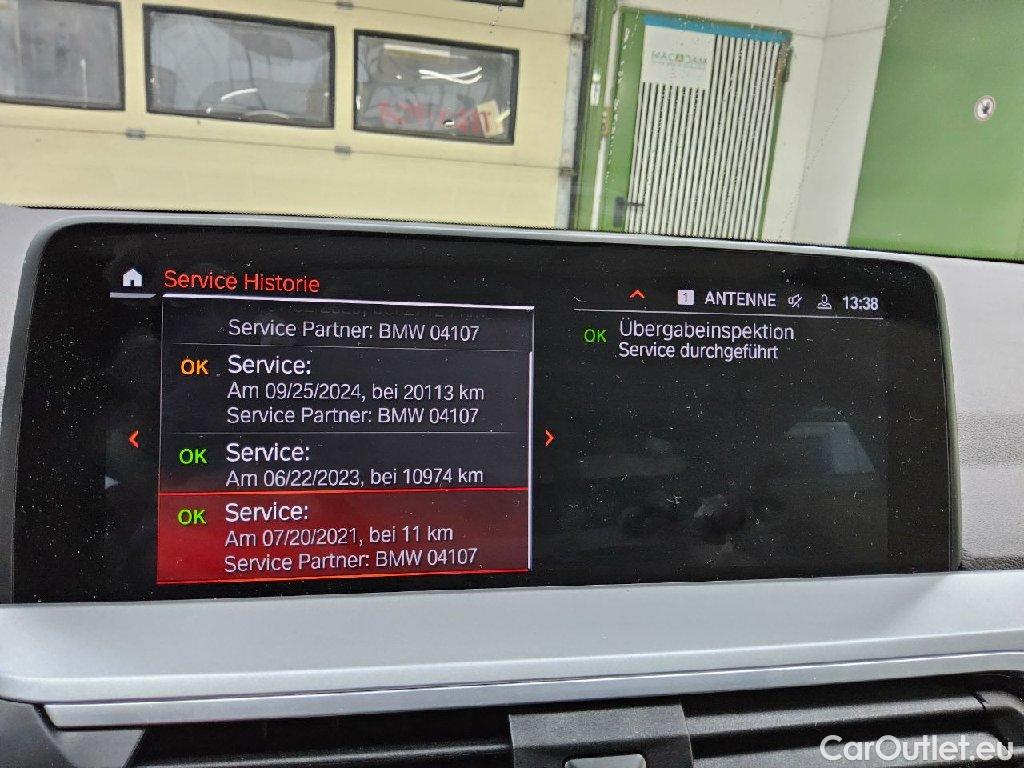 MACADAM
Service Historie
1 ANTENNE 13:38
Service Partner: BMW 04107
OK Service:
Am 09/25/2024, bei 20113 km
Service Partner: BMW 04107
OK Service:
Am 06/22/2023, bei 10974 km
OK Service:
Am 07/20/2021, bei 11 km
Service Partner: BMW 04107
OK Übergabeinspektion
Service durchgeführt
CarOutlet.eu